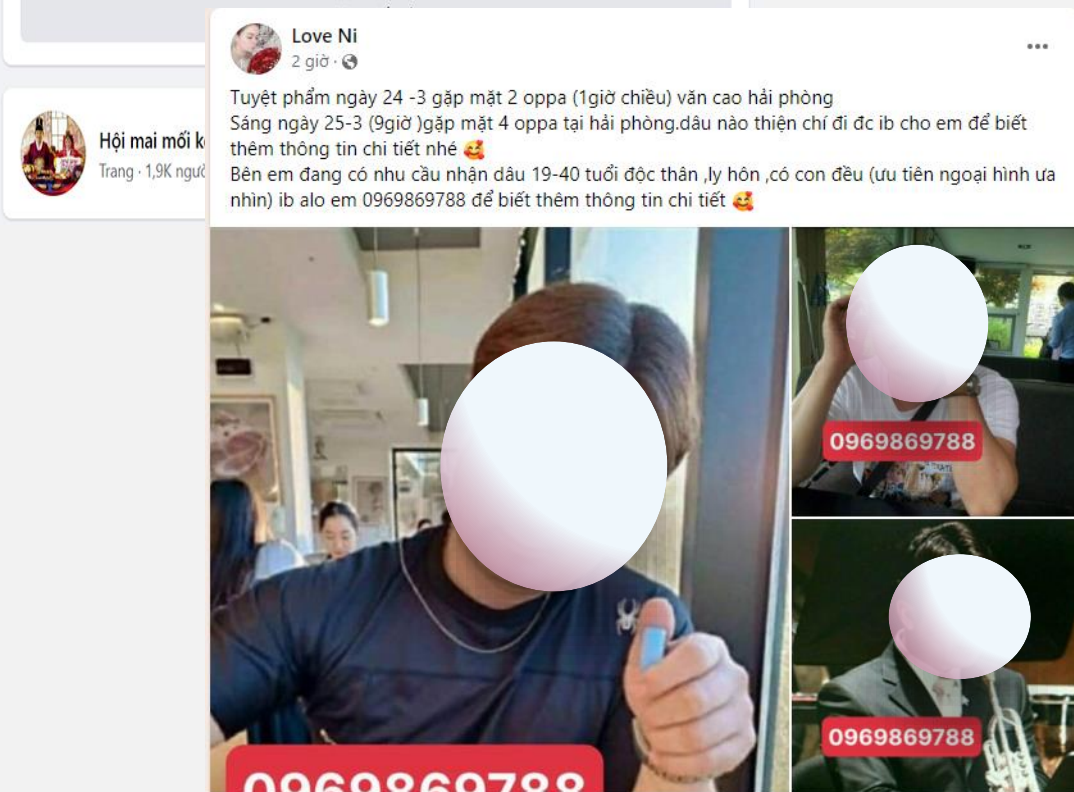 Love Ni
2 giờ
Tuyệt phẩm ngày 24 -3 gặp mặt 2 oppa (1giờ chiều) văn cao hải phòng
Sáng ngày 25-3 (9giờ )gặp mặt 4 oppa tại hải phòng.dâu nào thiện chí đi đc ib cho em để biết
thêm thông tin chi tiết nhé 🥰
Bên em đang có nhu cầu nhận dâu 19-40 tuổi độc thân ,ly hôn ,có con đều (ưu tiên ngoại hình ưa
nhìn) ib alo em 0969869788 để biết thêm thông tin chi tiết 🥰
Hội mai mối
Trang · 1,9K
0969869788
0969869788
0969869788